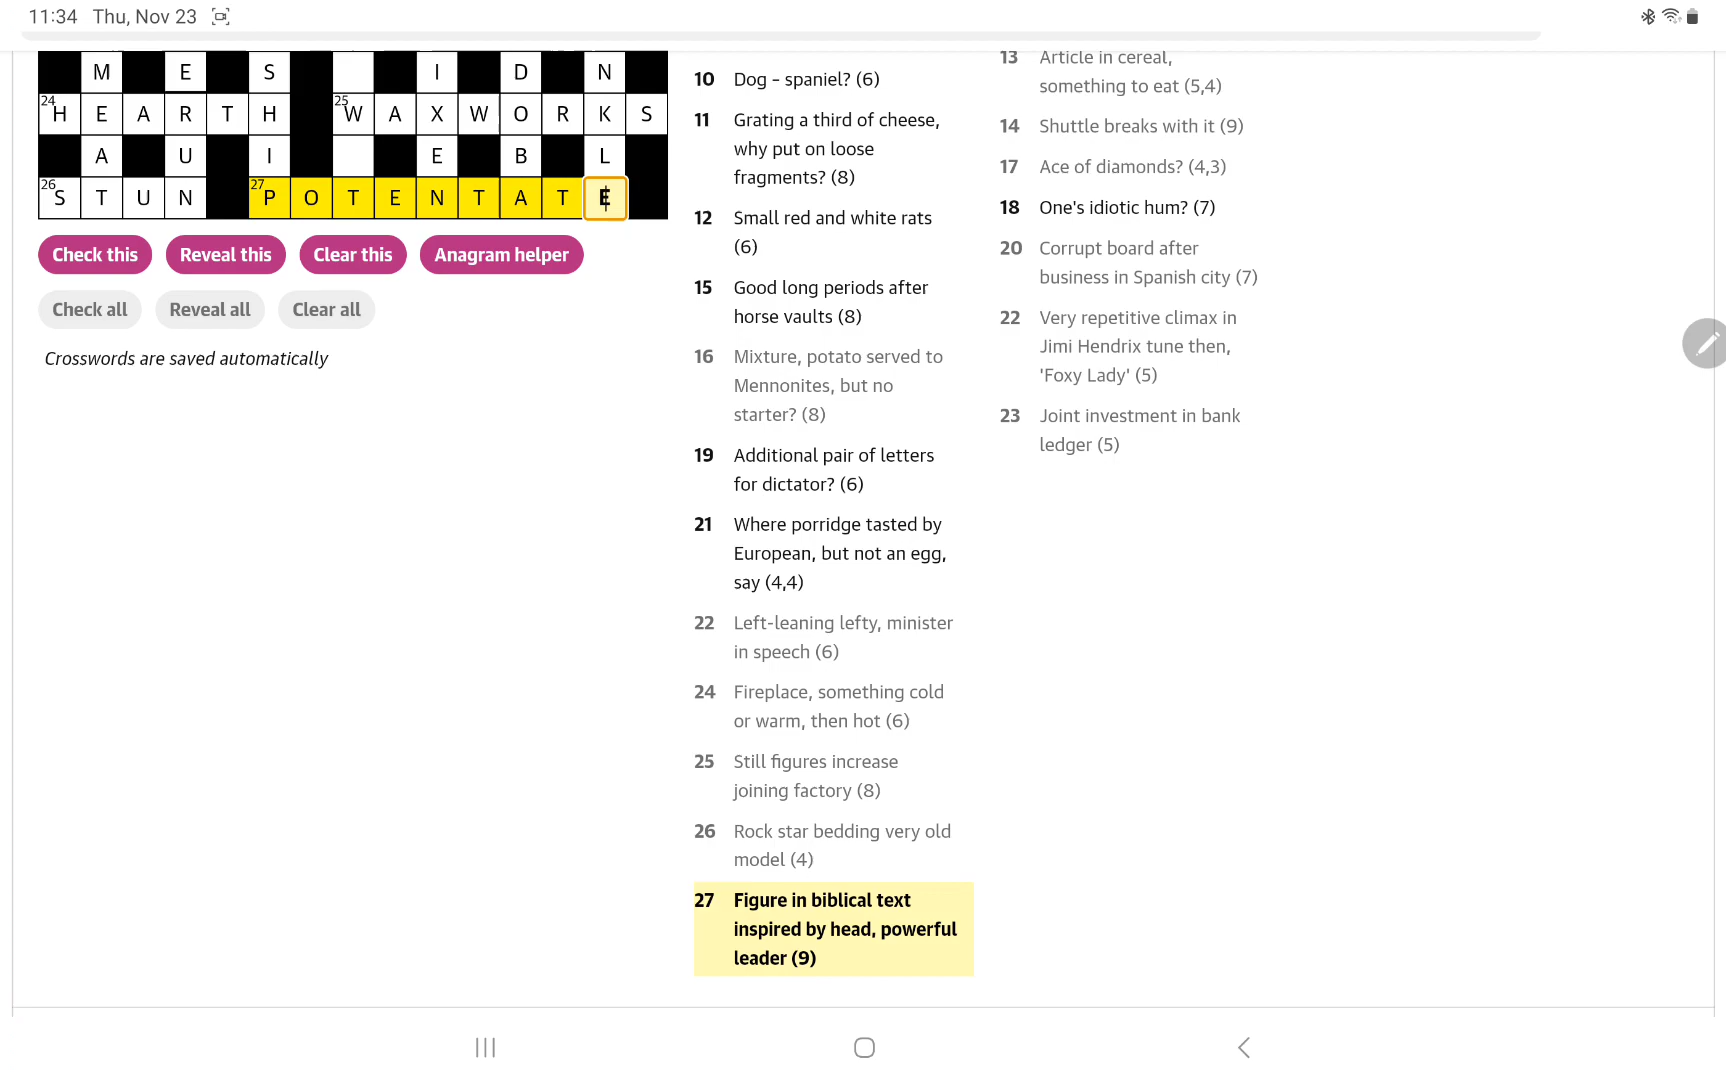 11:34 Thu, Nov 23
M E S I D N
24 H E A R T H 25 W A X W O R K S
A U I E B L
26 S T U N 27 P O T E N T A T E
Check this Reveal this Clear this Anagram helper
Check all Reveal all Clear all
Crosswords are saved automatically
10 Dog – spaniel? (6)
11 Grating a third of cheese,
why put on loose
fragments? (8)
12 Small red and white rats
(6)
15 Good long periods after
horse vaults (8)
16 Mixture, potato served to
Mennonites, but no
starter? (8)
19 Additional pair of letters
for dictator? (6)
21 Where porridge tasted by
European, but not an egg,
say (4,4)
22 Left-leaning lefty, minister
in speech (6)
24 Fireplace, something cold
or warm, then hot (6)
25 Still figures increase
joining factory (8)
26 Rock star bedding very old
model (4)
27 Figure in biblical text
inspired by head, powerful
leader (9)
13 Article in cereal,
something to eat (5,4)
14 Shuttle breaks with it (9)
17 Ace of diamonds? (4,3)
18 One's idiotic hum? (7)
20 Corrupt board after
business in Spanish city (7)
22 Very repetitive climax in
Jimi Hendrix tune then,
'Foxy Lady' (5)
23 Joint investment in bank
ledger (5)